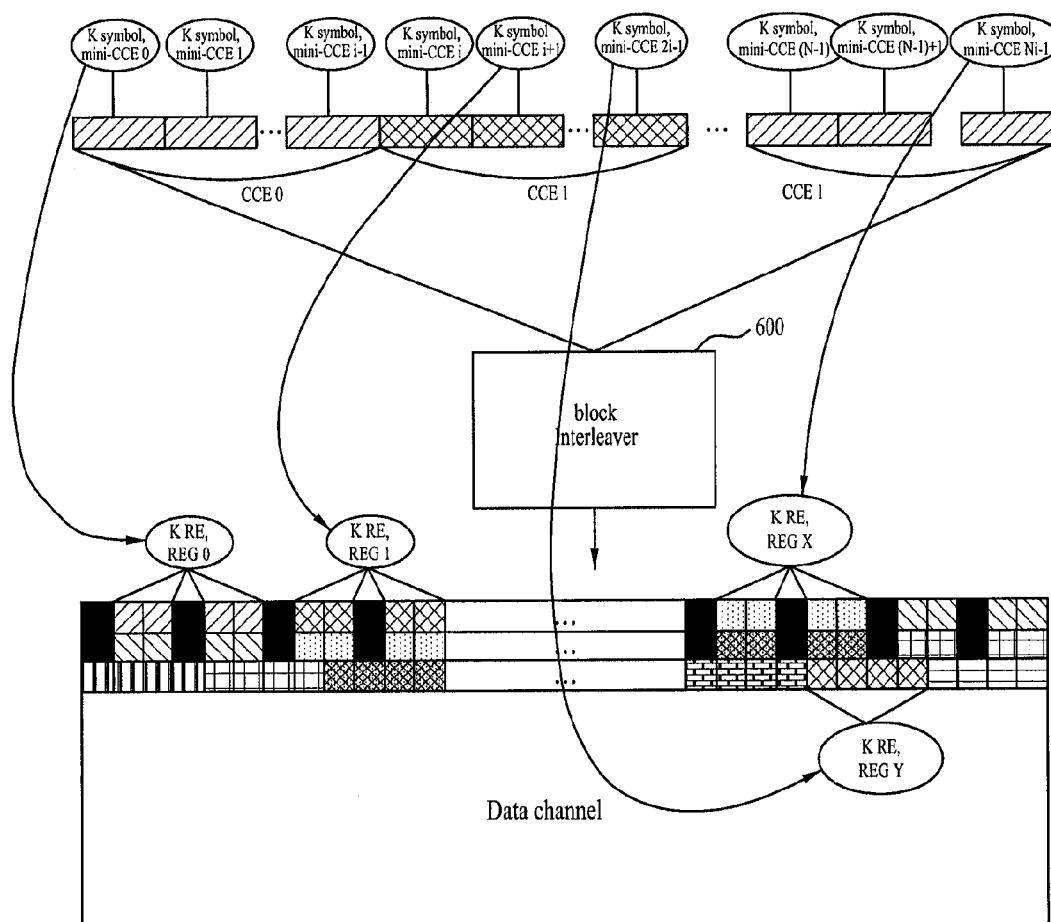 K symbol,
mini-CCE 0
K symbol,
mini-CCE 1
K symbol,
mini-CCE i-1
K symbol,
mini-CCE i
K symbol
mini-CCE i+1
K symbol,
mini-CCE 2i-1
K symbol,
mini-CCE (N-1)
K symbol,
mini-CCE (N-1)+1
K symbol,
mini-CCE Ni-1
...
...
...
CCE 0
CCE 1
CCE 1
600
block
Interleaver
K RE,
REG 0
K RE,
REG 1
K RE,
REG X
...
...
...
K RE,
REG Y
Data channel